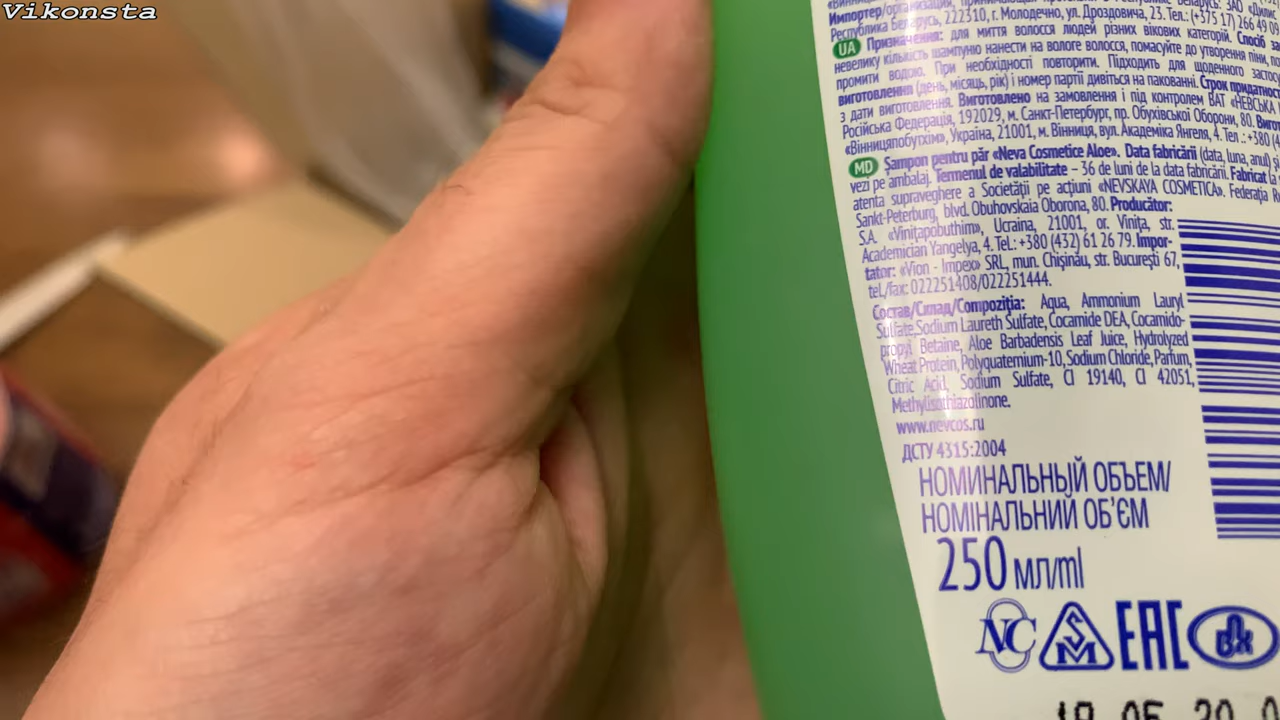 Vikonsta
Импортер/организация, принимающая
Республика Беларусь, 222310, г. Молодечно, ул. Дроздовича, 23. Тел.: (+375 17) 266 49 09
UA Призначення: для миття волосся людей різних вікових категорій. Спосіб
невелику кількість шампуню нанести на вологе волосся, помасуйте до утворення піни,
промити водою. При необхідності повторити. Підходить для щоденного
виготовлення (день, місяць, рік) і номер партії дивіться на пакованні. Строк придатності
з дати виготовлення. Виготовлено на замовлення і під контролем ВАТ «НЕВСЬКА
Російська Федерація, 192029, м. Санкт-Петербург, пр. Обухівської Оборони, 80.
«Вінницяпобутхім», Україна, 21001, м. Вінниця, вул. Академіка Янгеля, 4. Тел.: +380
MD Șampon pentru păr «Neva Cosmetice Aloe». Data fabricării (data, luna, anul)
vezi pe ambalaj. Termenul de valabilitate – 36 de luni de la data fabricării. Fabricat la
atenta supraveghere a Societății pe acțiuni «NEVSKAYA COSMETICA». Federația
Sankt-Peterburg, blvd. Obuhovskaia Oborona, 80. Producător:
S.A. «Vinițapobuthim», Ucraina, 21001, or. Vinița, str.
Academician Yangelya, 4. Tel.: +380 (432) 61 26 79. Impor-
tator: «Vion - Impex» SRL, mun. Chișinău, str. București 67,
tel./fax: 022251408/022251444.
Состав/Склад/Compoziția: Aqua, Ammonium Lauryl
Sulfate, Sodium Laureth Sulfate, Cocamide DEA, Cocamido-
propyl Betaine, Aloe Barbadensis Leaf Juice, Hydrolyzed
Wheat Protein, Polyquaternium-10, Sodium Chloride, Parfum,
Citric Acid, Sodium Sulfate, CI 19140, CI 42051,
Methylisothiazolinone.
www.nevcos.ru
ДСТУ 4315:2004
НОМИНАЛЬНЫЙ ОБЪЕМ/
НОМІНАЛЬНИЙ ОБ'ЄМ
250 мл/ml
НС SM EAC ВПХ